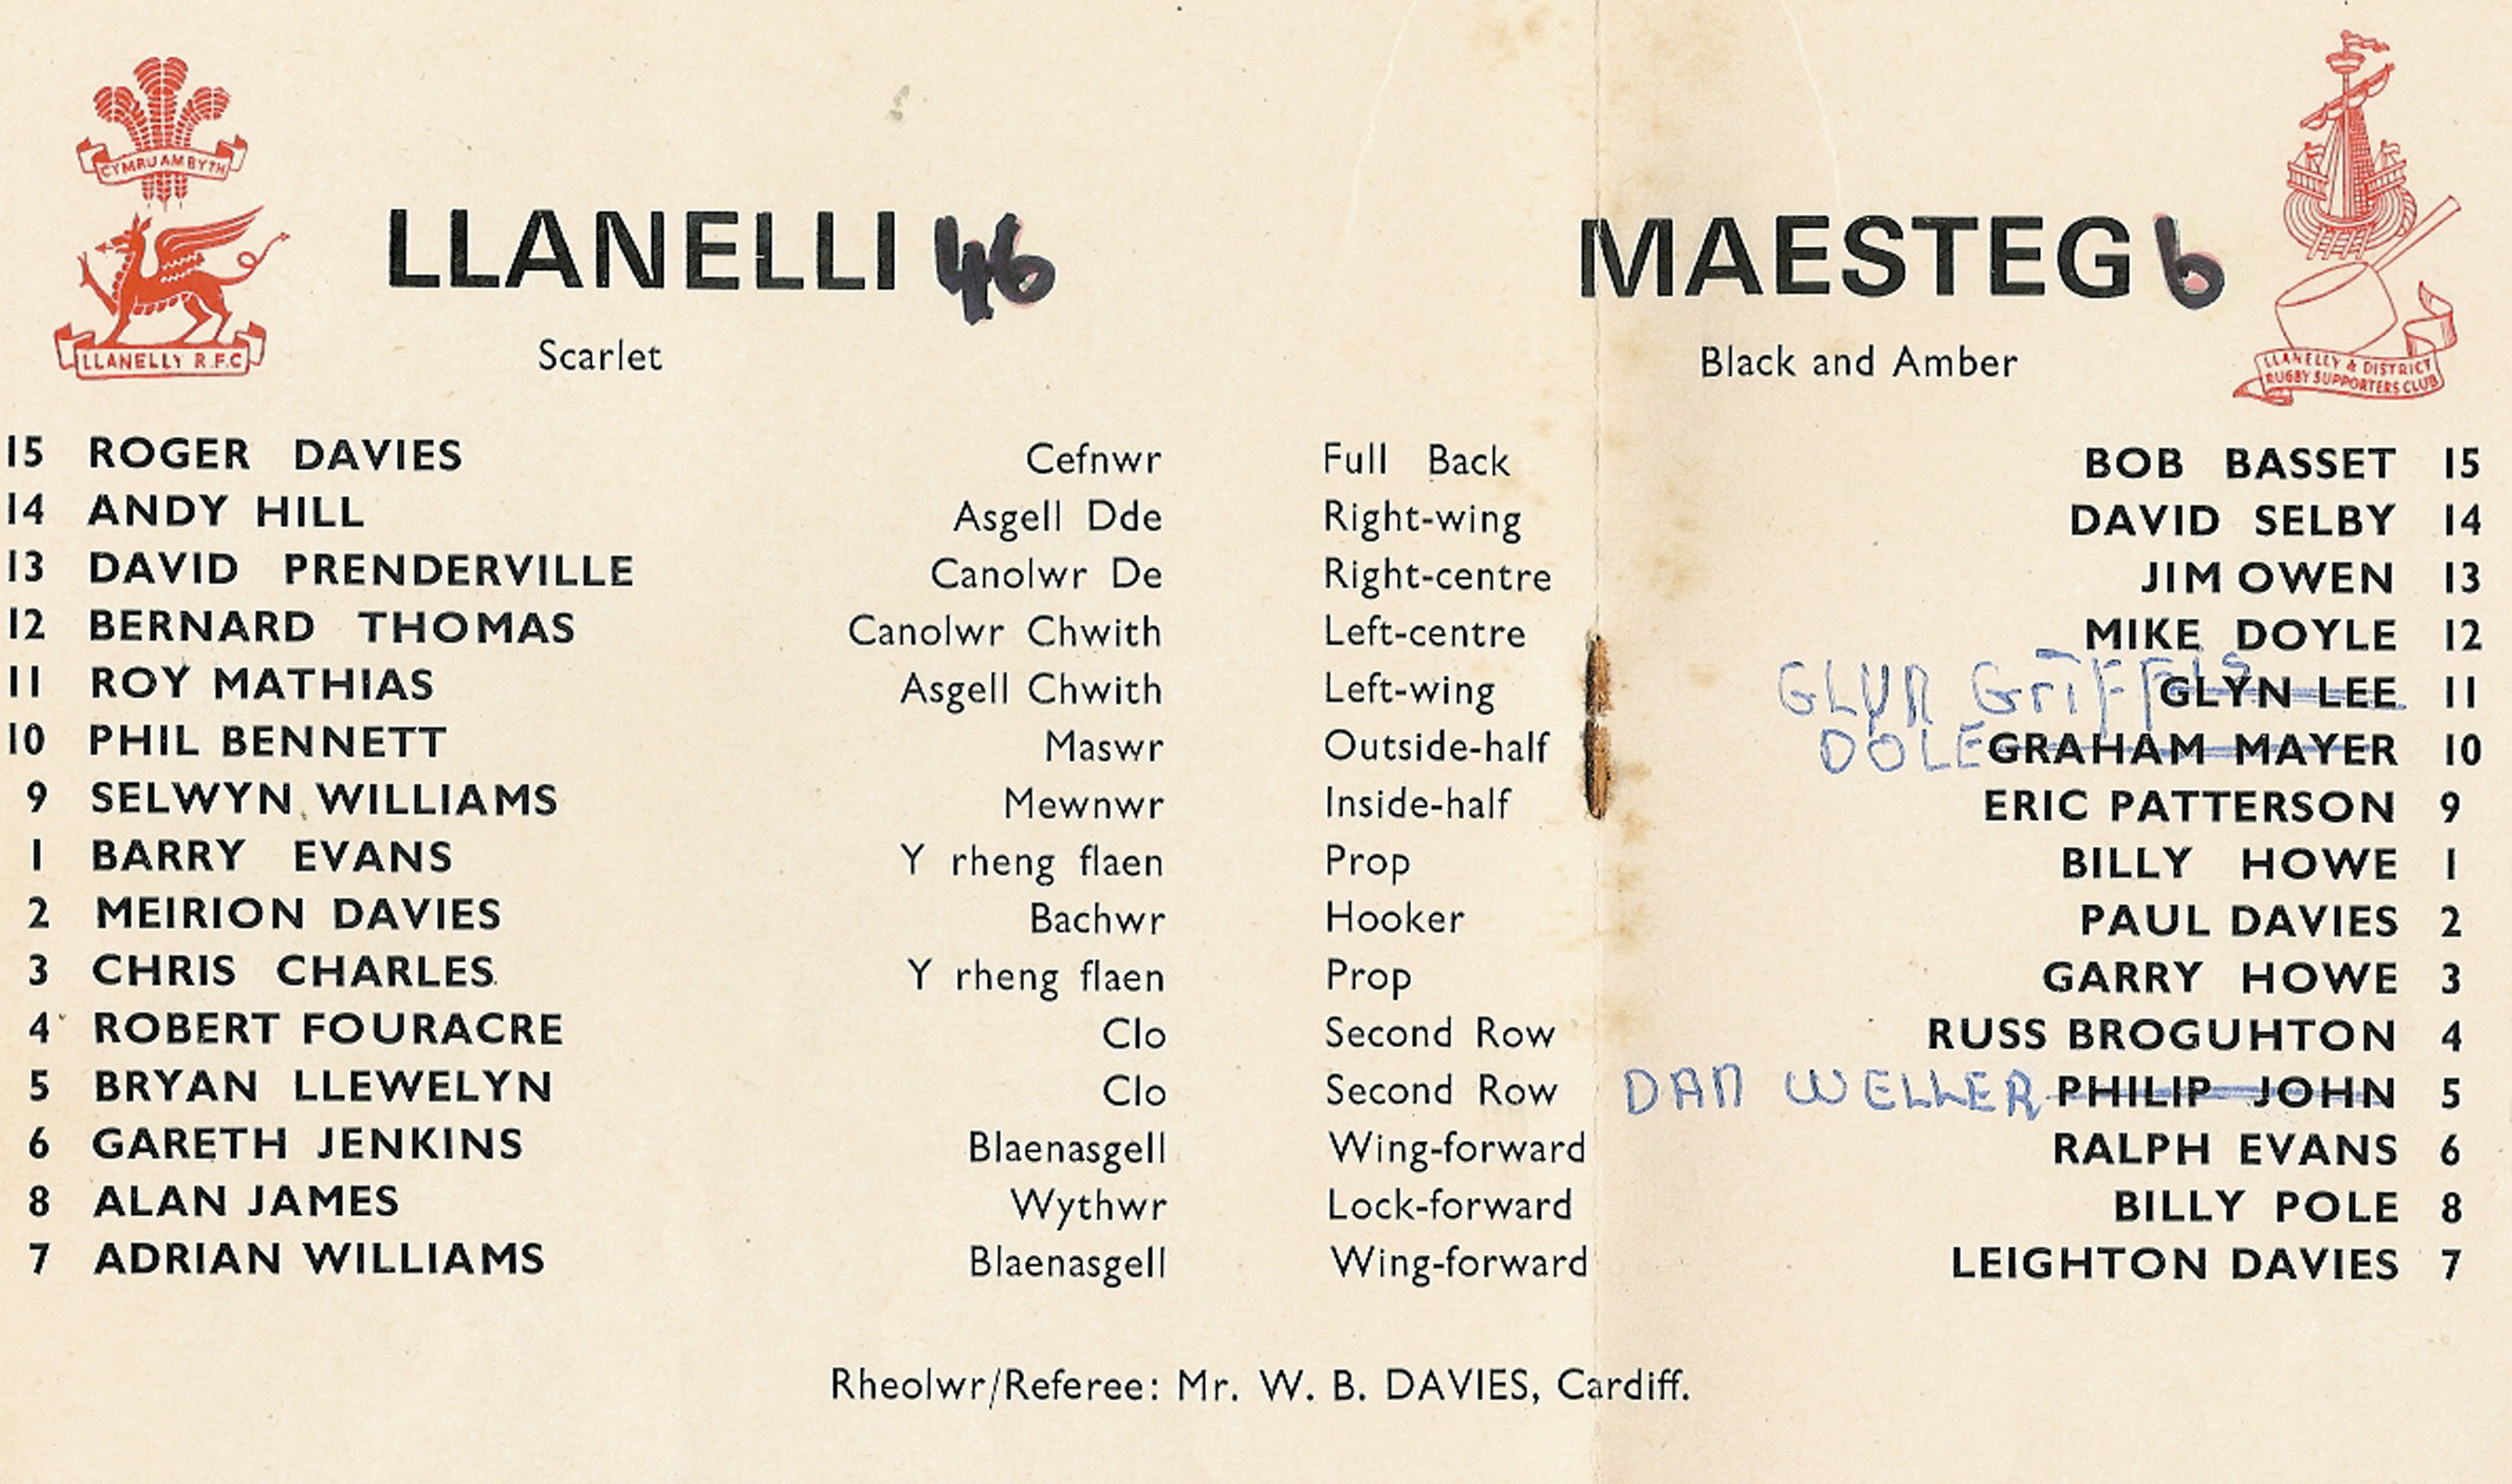 CYMRU AM BYTH
LLANELLY R.F.C
LLANELLY & DISTRICT
RUGBY SUPPORTERS CLUB
LLANELLI 46 MAESTEG 6
Scarlet Black and Amber
15 ROGER DAVIES Cefnwr Full Back BOB BASSET 15
14 ANDY HILL Asgell Dde Right-wing DAVID SELBY 14
13 DAVID PRENDERVILLE Canolwr De Right-centre JIM OWEN 13
12 BERNARD THOMAS Canolwr Chwith Left-centre MIKE DOYLE 12
11 ROY MATHIAS Asgell Chwith Left-wing GLYN GRIFFIS GLYN LEE 11
10 PHIL BENNETT Maswr Outside-half DOLE GRAHAM MAYER 10
9 SELWYN WILLIAMS Mewnwr Inside-half ERIC PATTERSON 9
1 BARRY EVANS Y rheng flaen Prop BILLY HOWE 1
2 MEIRION DAVIES Bachwr Hooker PAUL DAVIES 2
3 CHRIS CHARLES Y rheng flaen Prop GARRY HOWE 3
4 ROBERT FOURACRE Clo Second Row RUSS BROGUHTON 4
5 BRYAN LLEWELYN Clo Second Row DAN WELLER PHILIP JOHN 5
6 GARETH JENKINS Blaenasgell Wing-forward RALPH EVANS 6
8 ALAN JAMES Wythwr Lock-forward BILLY POLE 8
7 ADRIAN WILLIAMS Blaenasgell Wing-forward LEIGHTON DAVIES 7
Rheolwr/Referee: Mr. W. B. DAVIES, Cardiff.